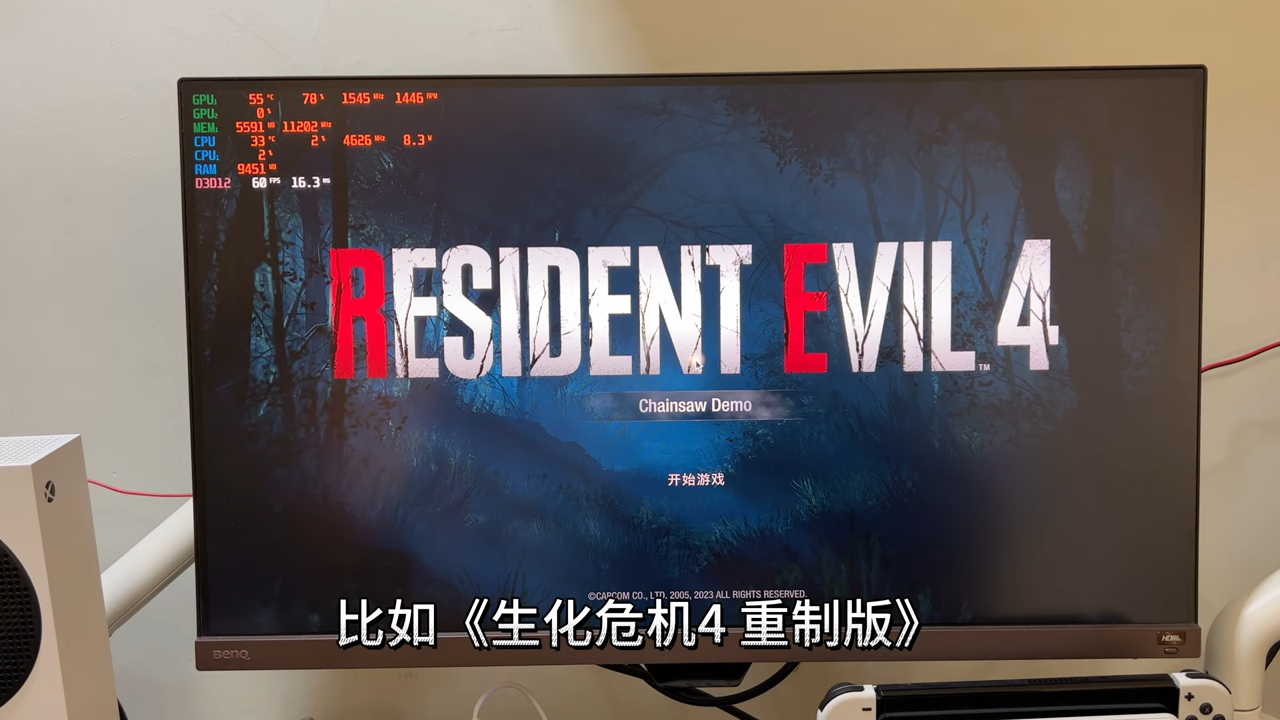 GPU₁ 55 °C 78 % 1545 MHz 1446 RPM
GPU₂ 0 %
MEM₁ 5591 MB 11202 MHz
CPU 33 °C 2 % 4626 MHz 8.3 W
CPU₁ 2 %
RAM 9451 MB
D3D12 60 FPS 16.3 ms
RESIDENT EVIL 4™
Chainsaw Demo
开始游戏
©CAPCOM CO., LTD. 2005, 2023 ALL RIGHTS RESERVED.
比如《生化危机4 重制版》
BenQ
HDMI